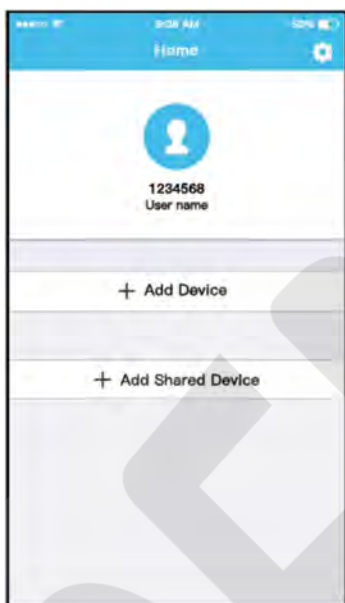 Home
1234568
User name
+ Add Device
+ Add Shared Device